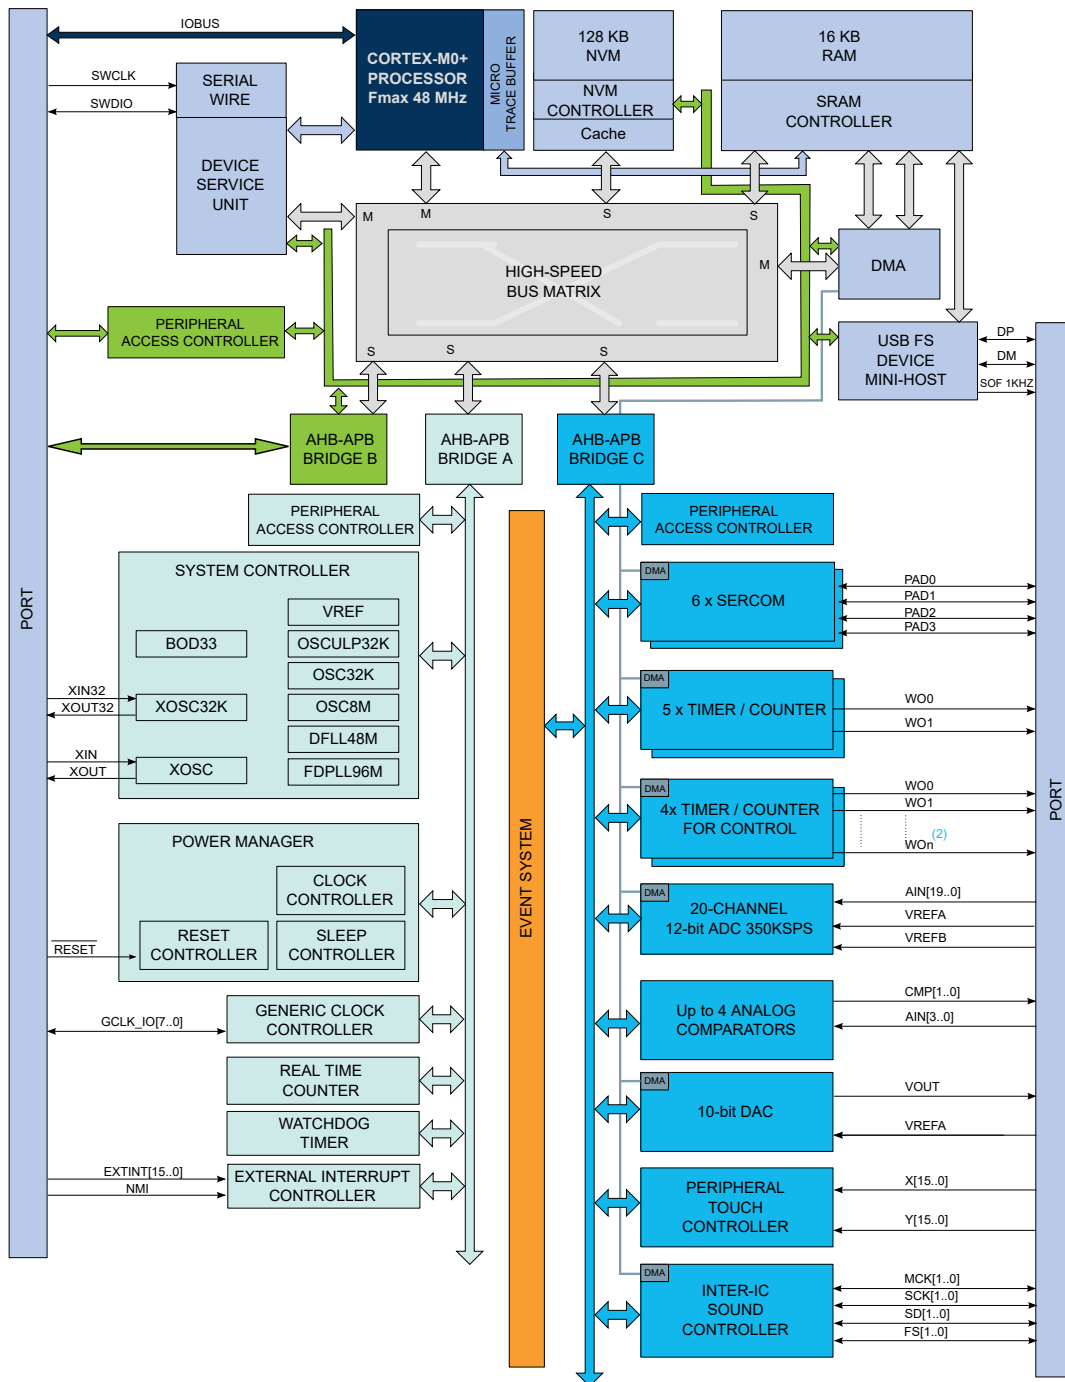 IOBUS
SWCLK
SWDIO
SERIAL
WIRE
DEVICE
SERVICE
UNIT
CORTEX-M0+
PROCESSOR
Fmax 48 MHz
MICRO
TRACE BUFFER
128 KB
NVM
NVM
CONTROLLER
Cache
16 KB
RAM
SRAM
CONTROLLER
M
M
S
S
M
S
S
S
HIGH-SPEED
BUS MATRIX
DMA
PERIPHERAL
ACCESS CONTROLLER
USB FS
DEVICE
MINI-HOST
DP
DM
SOF 1KHZ
AHB-APB
BRIDGE B
AHB-APB
BRIDGE A
AHB-APB
BRIDGE C
PORT
PERIPHERAL
ACCESS CONTROLLER
SYSTEM CONTROLLER
VREF
BOD33
OSCULP32K
OSC32K
XOSC32K
OSC8M
DFLL48M
XOSC
FDPLL96M
XIN32
XOUT32
XIN
XOUT
POWER MANAGER
CLOCK
CONTROLLER
RESET
CONTROLLER
SLEEP
CONTROLLER
RESET
GCLK_IO[7..0]
GENERIC CLOCK
CONTROLLER
REAL TIME
COUNTER
WATCHDOG
TIMER
EXTINT[15..0]
NMI
EXTERNAL INTERRUPT
CONTROLLER
EVENT SYSTEM
PERIPHERAL
ACCESS CONTROLLER
DMA
6 x SERCOM
PAD0
PAD1
PAD2
PAD3
DMA
5 x TIMER / COUNTER
WO0
WO1
DMA
4x TIMER / COUNTER
FOR CONTROL
WO0
WO1
(2)
WOn
DMA
20-CHANNEL
12-bit ADC 350KSPS
AIN[19..0]
VREFA
VREFB
Up to 4 ANALOG
COMPARATORS
CMP[1..0]
AIN[3..0]
DMA
10-bit DAC
VOUT
VREFA
PERIPHERAL
TOUCH
CONTROLLER
X[15..0]
Y[15..0]
DMA
INTER-IC
SOUND
CONTROLLER
MCK[1..0]
SCK[1..0]
SD[1..0]
FS[1..0]
PORT